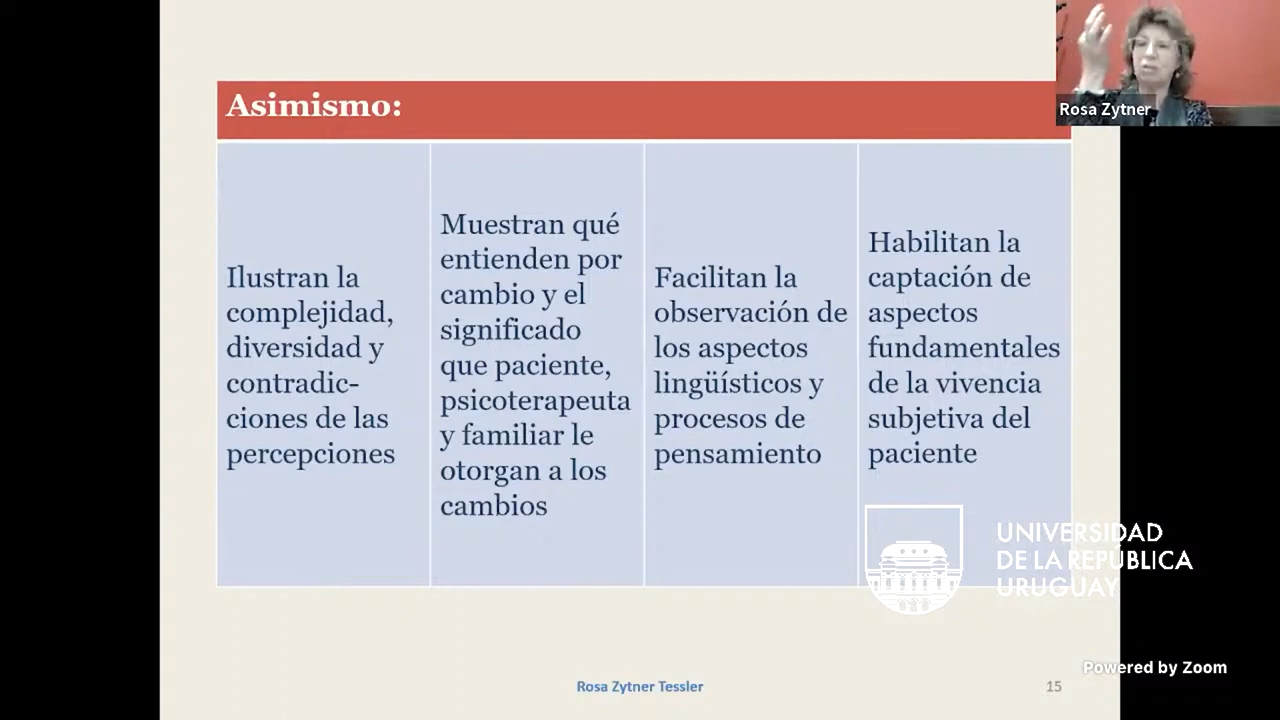 Asimismo:
Rosa Zytner
Ilustran la
complejidad,
diversidad y
contradic-
ciones de las
percepciones
Muestran qué
entienden por
cambio y el
significado
que paciente,
psicoterapeuta
y familiar le
otorgan a los
cambios
Facilitan la
observación de
los aspectos
lingüísticos y
procesos de
pensamiento
Habilitan la
captación de
aspectos
fundamentales
de la vivencia
subjetiva del
paciente
UNIVERSIDAD
DE LA REPÚBLICA
URUGUAY
Powered by Zoom
Rosa Zytner Tessler
15